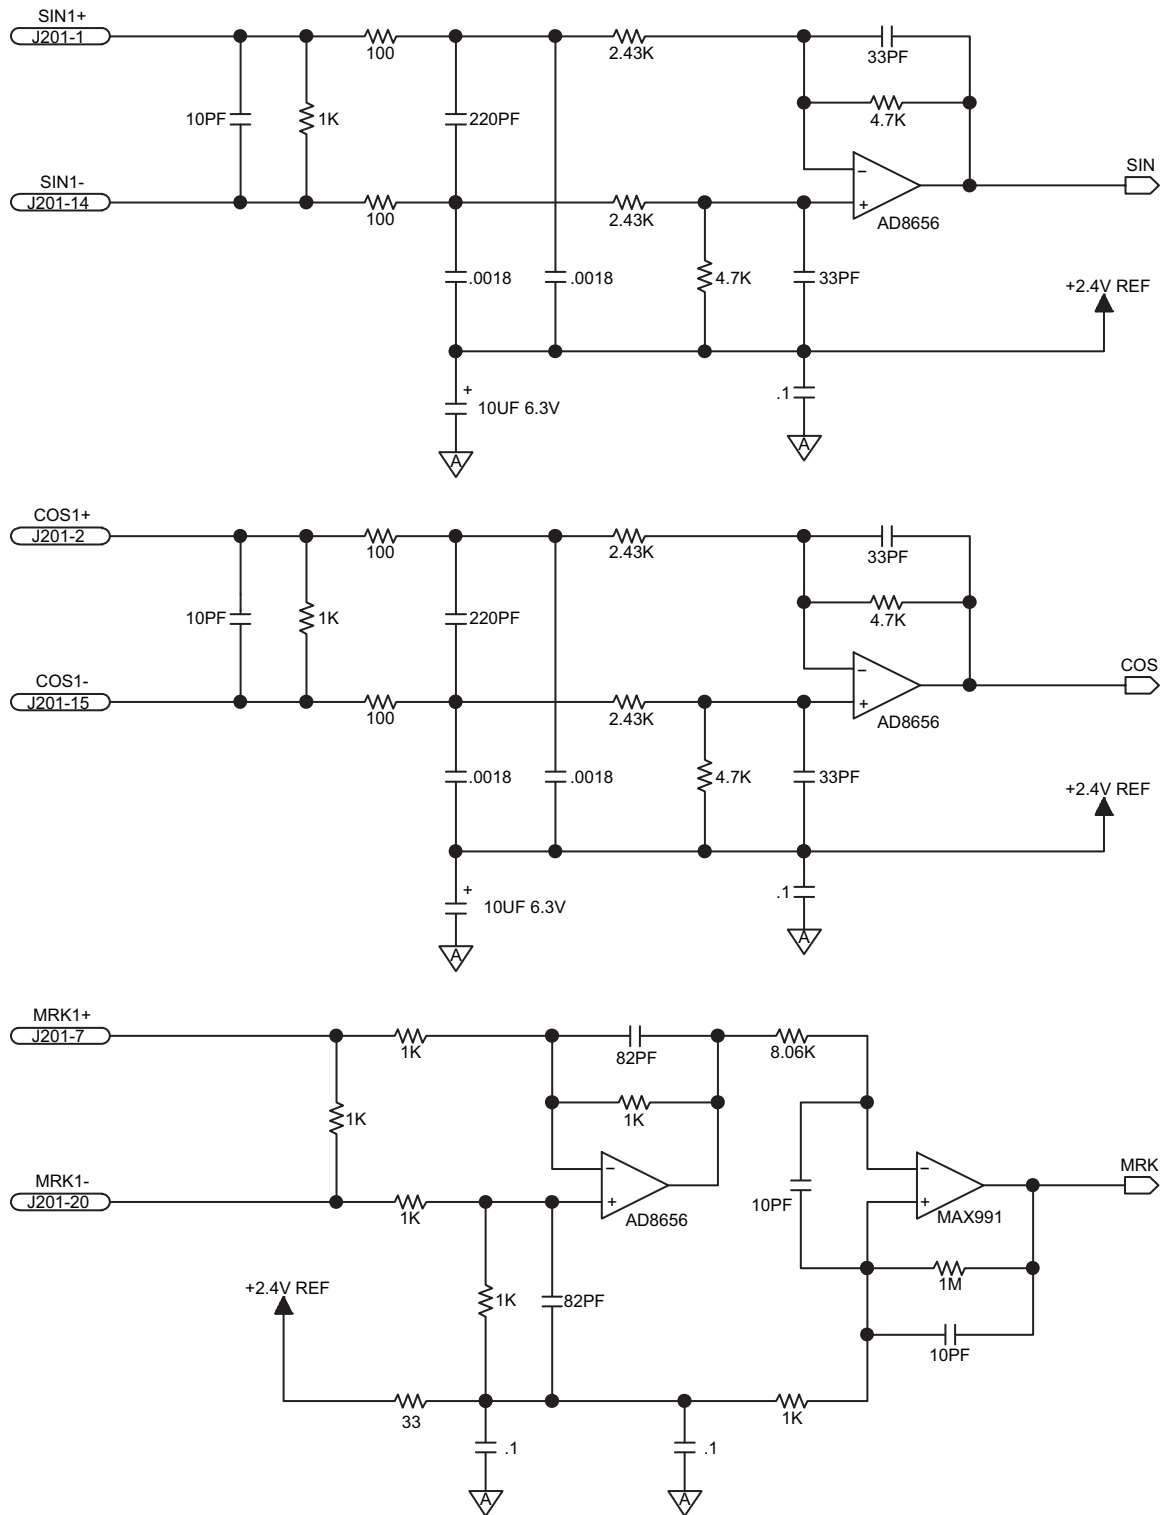 SIN1+
J201-1
100
2.43K
33PF
10PF
1K
220PF
4.7K
SIN1-
J201-14
100
2.43K
−
+
AD8656
SIN
.0018
.0018
4.7K
33PF
+2.4V REF
+
10UF 6.3V
.1
A
A
COS1+
J201-2
100
2.43K
33PF
10PF
1K
220PF
4.7K
COS1-
J201-15
100
2.43K
−
+
AD8656
COS
.0018
.0018
4.7K
33PF
+2.4V REF
+
10UF 6.3V
.1
A
A
MRK1+
J201-7
1K
82PF
8.06K
1K
1K
MRK1-
J201-20
1K
−
+
AD8656
10PF
−
+
MAX991
MRK
+2.4V REF
1K
82PF
1M
10PF
33
1K
.1
.1
A
A